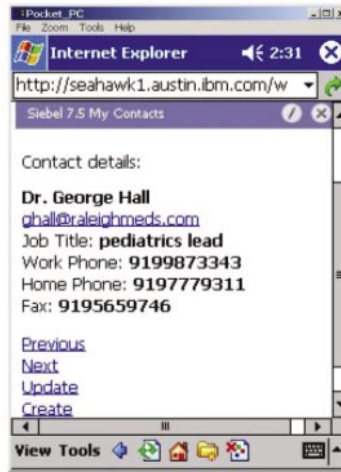 Pocket_PC
File Zoom Tools Help
Internet Explorer 2:31
http://seahawk1.austin.ibm.com/w
Siebel 7.5 My Contacts
Contact details:
Dr. George Hall
ghall@raleighmeds.com
Job Title: pediatrics lead
Work Phone: 9199873343
Home Phone: 9197779311
Fax: 9195659746
Previous
Next
Update
Create
View Tools